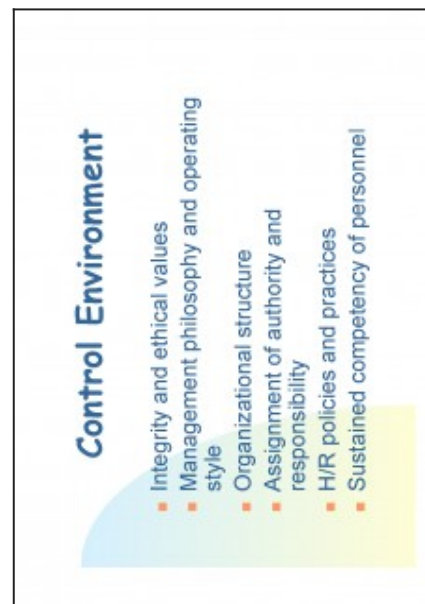 Control Environment
Integrity and ethical values
Management philosophy and operating
style
Organizational structure
Assignment of authority and
responsibility
H/R policies and practices
Sustained competency of personnel